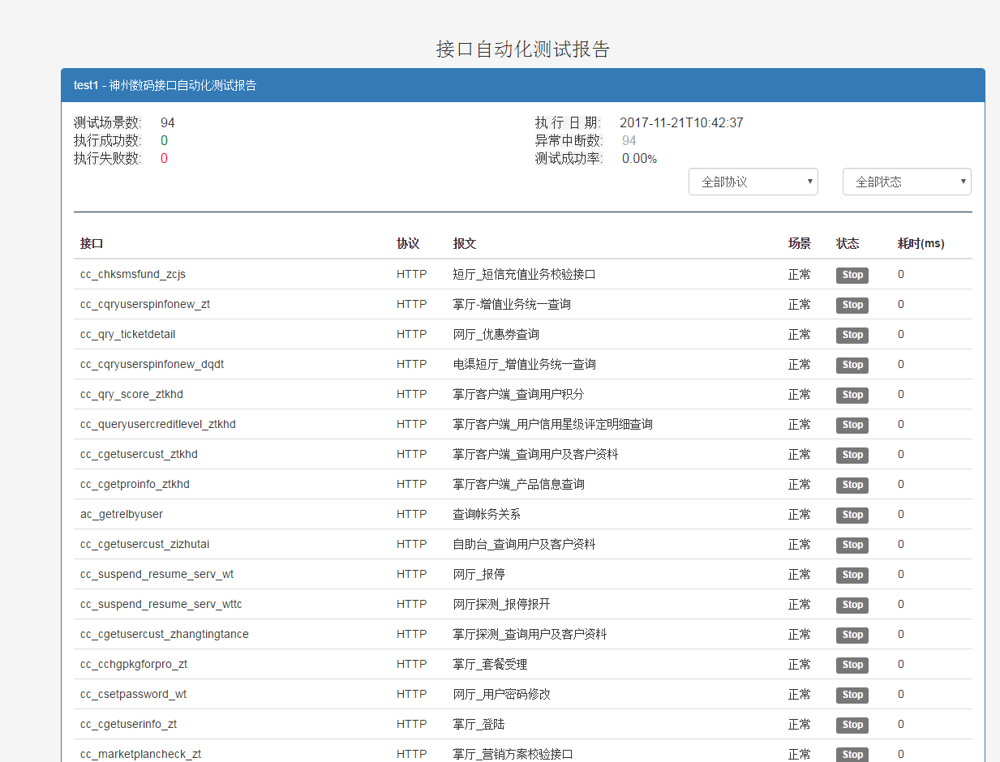 接口自动化测试报告
test1 - 神州数码接口自动化测试报告
测试场景数: 94 执行日期: 2017-11-21T10:42:37
执行成功数: 0 异常中断数: 94
执行失败数: 0 测试成功率: 0.00%
全部协议 全部状态
接口 协议 报文 场景 状态 耗时(ms)
cc_chksmsfund_zcjs HTTP 短厅_短信充值业务校验接口 正常 Stop 0
cc_cqryuserspinfonew_zt HTTP 掌厅-增值业务统一查询 正常 Stop 0
cc_qry_ticketdetail HTTP 网厅_优惠券查询 正常 Stop 0
cc_cqryuserspinfonew_dqdt HTTP 电渠短厅_增值业务统一查询 正常 Stop 0
cc_qry_score_ztkhd HTTP 掌厅客户端_查询用户积分 正常 Stop 0
cc_queryusercreditlevel_ztkhd HTTP 掌厅客户端_用户信用星级评定明细查询 正常 Stop 0
cc_cgetusercust_ztkhd HTTP 掌厅客户端_查询用户及客户资料 正常 Stop 0
cc_cgetproinfo_ztkhd HTTP 掌厅客户端_产品信息查询 正常 Stop 0
ac_getrelbyuser HTTP 查询帐务关系 正常 Stop 0
cc_cgetusercust_zizhutai HTTP 自助台_查询用户及客户资料 正常 Stop 0
cc_suspend_resume_serv_wt HTTP 网厅_报停 正常 Stop 0
cc_suspend_resume_serv_wttc HTTP 网厅探测_报停报开 正常 Stop 0
cc_cgetusercust_zhangtingtance HTTP 掌厅探测_查询用户及客户资料 正常 Stop 0
cc_cchgpkgforpro_zt HTTP 掌厅_套餐受理 正常 Stop 0
cc_csetpassword_wt HTTP 网厅_用户密码修改 正常 Stop 0
cc_cgetuserinfo_zt HTTP 掌厅_登陆 正常 Stop 0
cc_marketplancheck_zt HTTP 掌厅_营销方案校验接口 正常 Stop 0